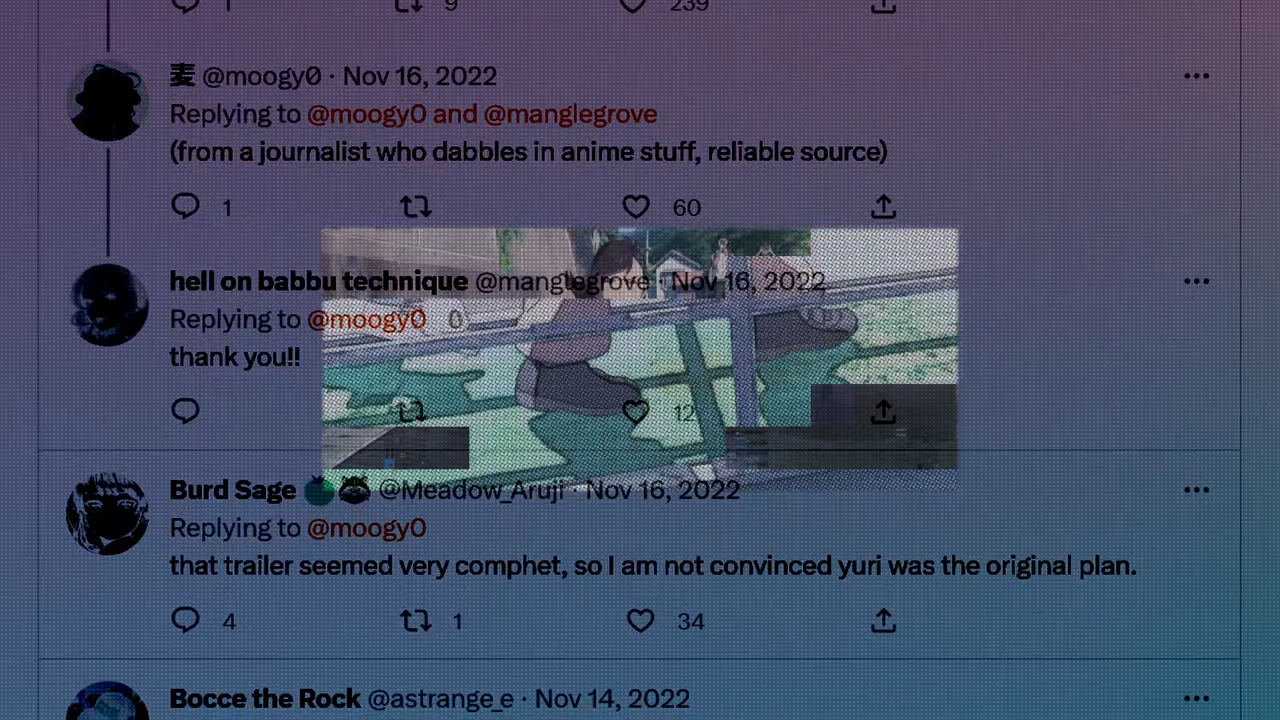 1 9 239
麦 @moogy0 · Nov 16, 2022
Replying to @moogy0 and @manglegrove
(from a journalist who dabbles in anime stuff, reliable source)
1 60
hell on babbu technique @manglegrove · Nov 16, 2022
Replying to @moogy0 0
thank you!!
12
Burd Sage @Meadow_Aruji · Nov 16, 2022
Replying to @moogy0
that trailer seemed very comphet, so I am not convinced yuri was the original plan.
4 1 34
Bocce the Rock @astrange_e · Nov 14, 2022